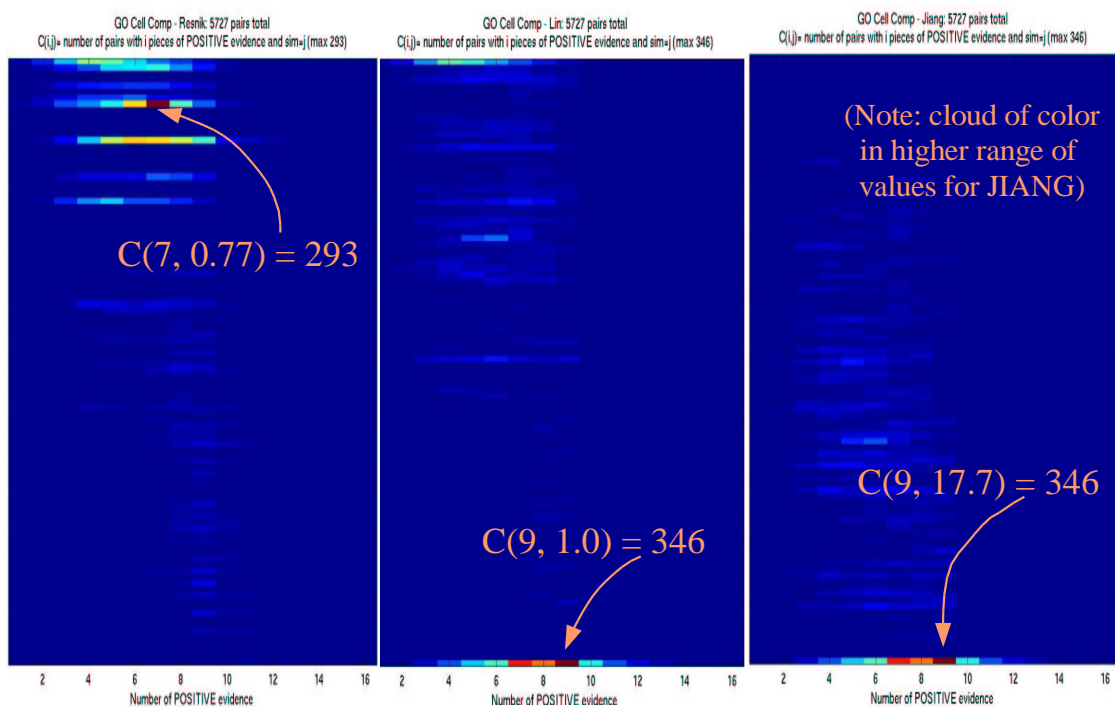 GO Cell Comp - Resnik: 5727 pairs total
C(i,j)= number of pairs with i pieces of POSITIVE evidence and sim=j (max 293)
C(7, 0.77) = 293
2 4 6 8 10 12 14 16
Number of POSITIVE evidence
GO Cell Comp - Lin: 5727 pairs total
C(i,j)= number of pairs with i pieces of POSITIVE evidence and sim=j (max 346)
C(9, 1.0) = 346
2 4 6 8 10 12 14 16
Number of POSITIVE evidence
GO Cell Comp - Jiang: 5727 pairs total
C(i,j)= number of pairs with i pieces of POSITIVE evidence and sim=j (max 346)
(Note: cloud of color
in higher range of
values for JIANG)
C(9, 17.7) = 346
2 4 6 8 10 12 14 16
Number of POSITIVE evidence